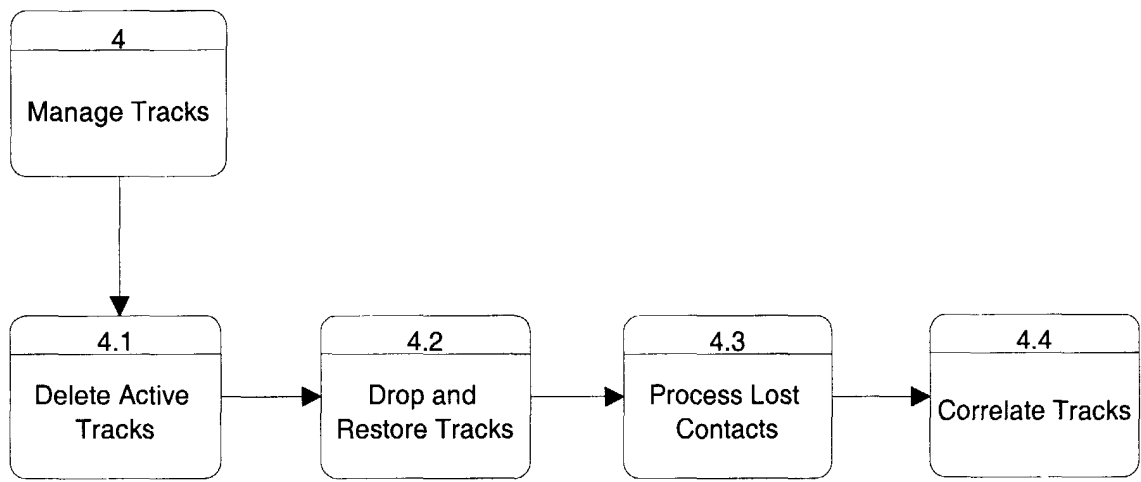 4
Manage Tracks
4.1
Delete Active
Tracks
4.2
Drop and
Restore Tracks
4.3
Process Lost
Contacts
4.4
Correlate Tracks